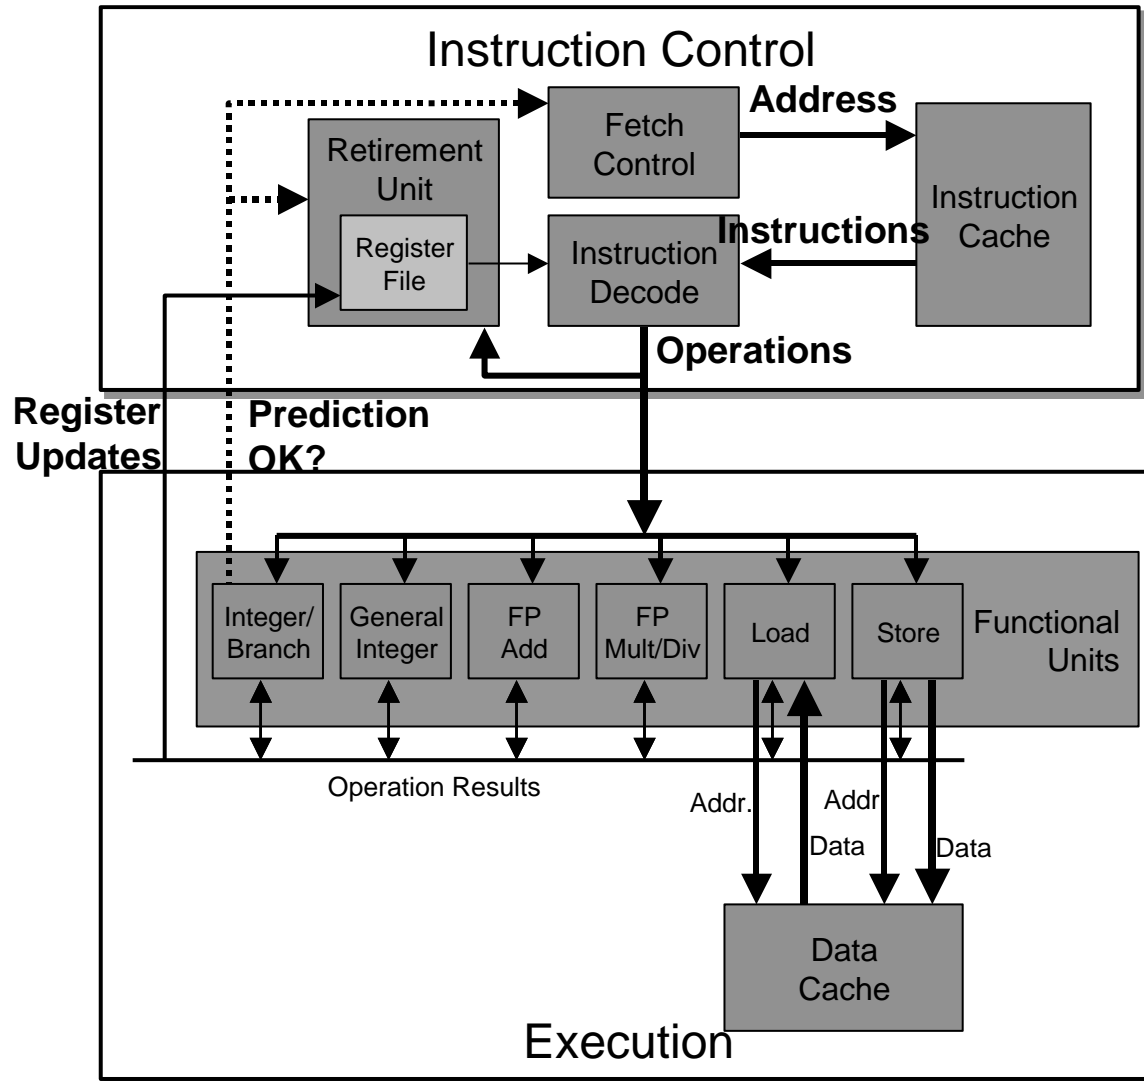 Instruction Control
Address
Fetch
Control
Retirement
Unit
Instruction
Cache
Instructions
Register
File
Instruction
Decode
Operations
Register
Updates
Prediction
OK?
Integer/
Branch
General
Integer
FP
Add
FP
Mult/Div
Load
Store
Functional
Units
Operation Results
Addr.
Addr
Data
Data
Data
Cache
Execution